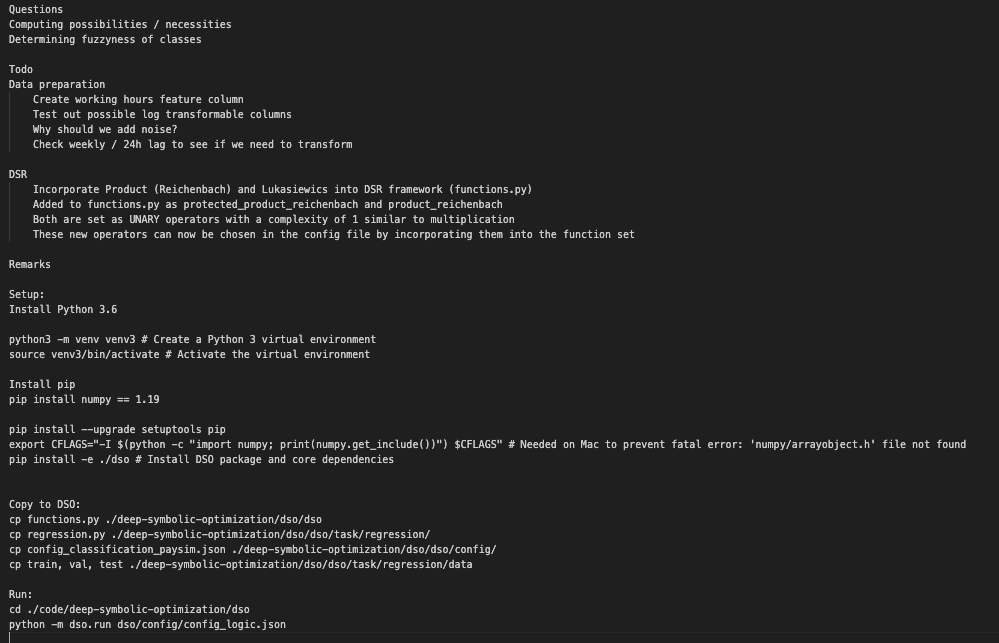 Questions
Computing possibilities / necessities
Determining fuzzyness of classes
Todo
Data preparation
Create working hours feature column
Test out possible log transformable columns
Why should we add noise?
Check weekly / 24h lag to see if we need to transform
DSR
Incorporate Product (Reichenbach) and Lukasiewics into DSR framework (functions.py)
Added to functions.py as protected_product_reichenbach and product_reichenbach
Both are set as UNARY operators with a complexity of 1 similar to multiplication
These new operators can now be chosen in the config file by incorporating them into the function set
Remarks
Setup:
Install Python 3.6
python3 -m venv venv3 # Create a Python 3 virtual environment
source venv3/bin/activate # Activate the virtual environment
Install pip
pip install numpy == 1.19
pip install --upgrade setuptools pip
export CFLAGS="-I $(python -c "import numpy; print(numpy.get_include())") $CFLAGS" # Needed on Mac to prevent fatal error: 'numpy/arrayobject.h' file not found
pip install -e ./dso # Install DSO package and core dependencies
Copy to DSO:
cp functions.py ./deep-symbolic-optimization/dso/dso
cp regression.py ./deep-symbolic-optimization/dso/dso/task/regression/
cp config_classification_paysim.json ./deep-symbolic-optimization/dso/dso/config/
cp train, val, test ./deep-symbolic-optimization/dso/dso/task/regression/data
Run:
cd ./code/deep-symbolic-optimization/dso
python -m dso.run dso/config/config_logic.json